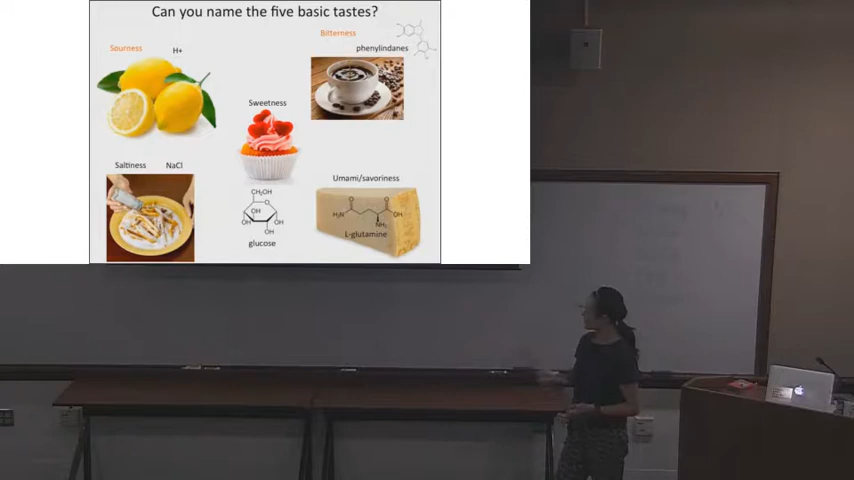 Can you name the five basic tastes?
Sourness
H+
Bitterness
phenylindanes
Sweetness
Saltiness
NaCl
Umami/savoriness
CH₂OH
OH
OH
OH
OH
O
glucose
O
O
H₂N
OH
NH₂
L-glutamine